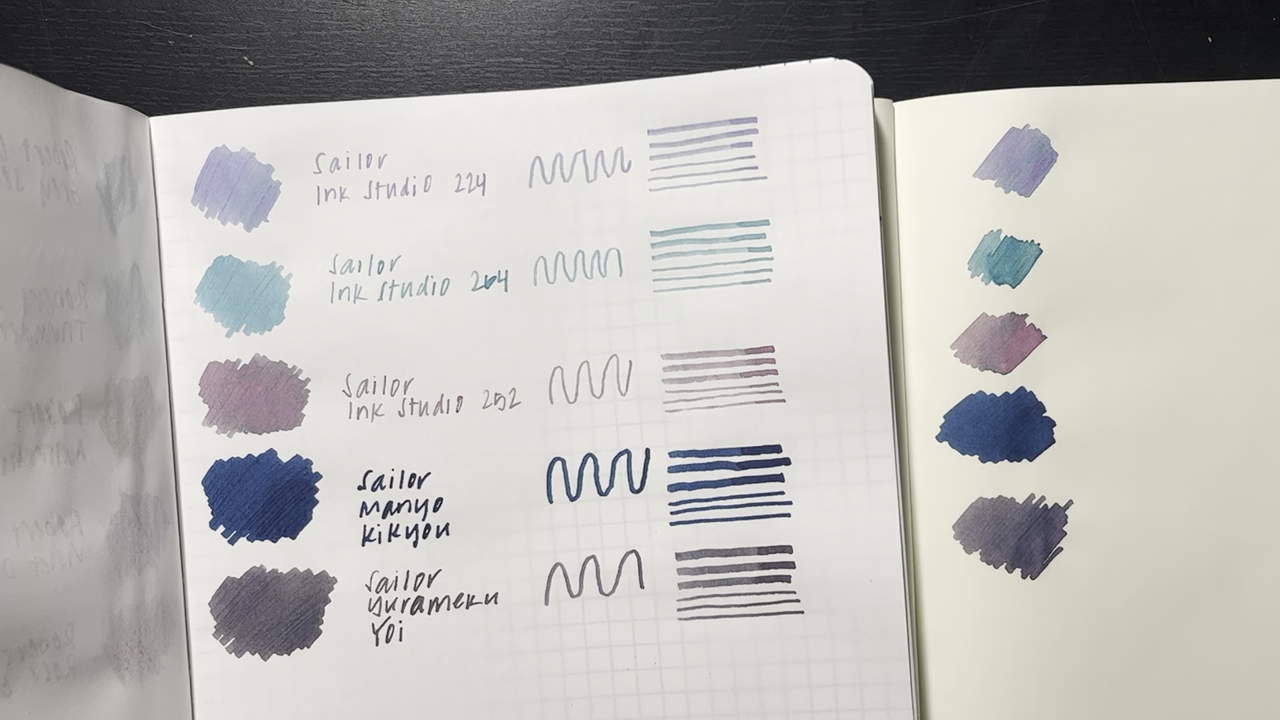 Sailor
Ink Studio 224
Sailor
Ink Studio 264
Sailor
Ink Studio 252
Sailor
Manyo
Kikyou
Sailor
Yurameku
Yoi